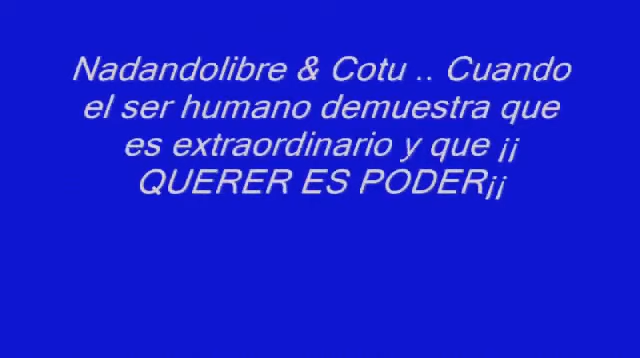 Nadandolibre & Cotu .. Cuando
el ser humano demuestra que
es extraordinario y que ¡¡
QUERER ES PODER¡¡